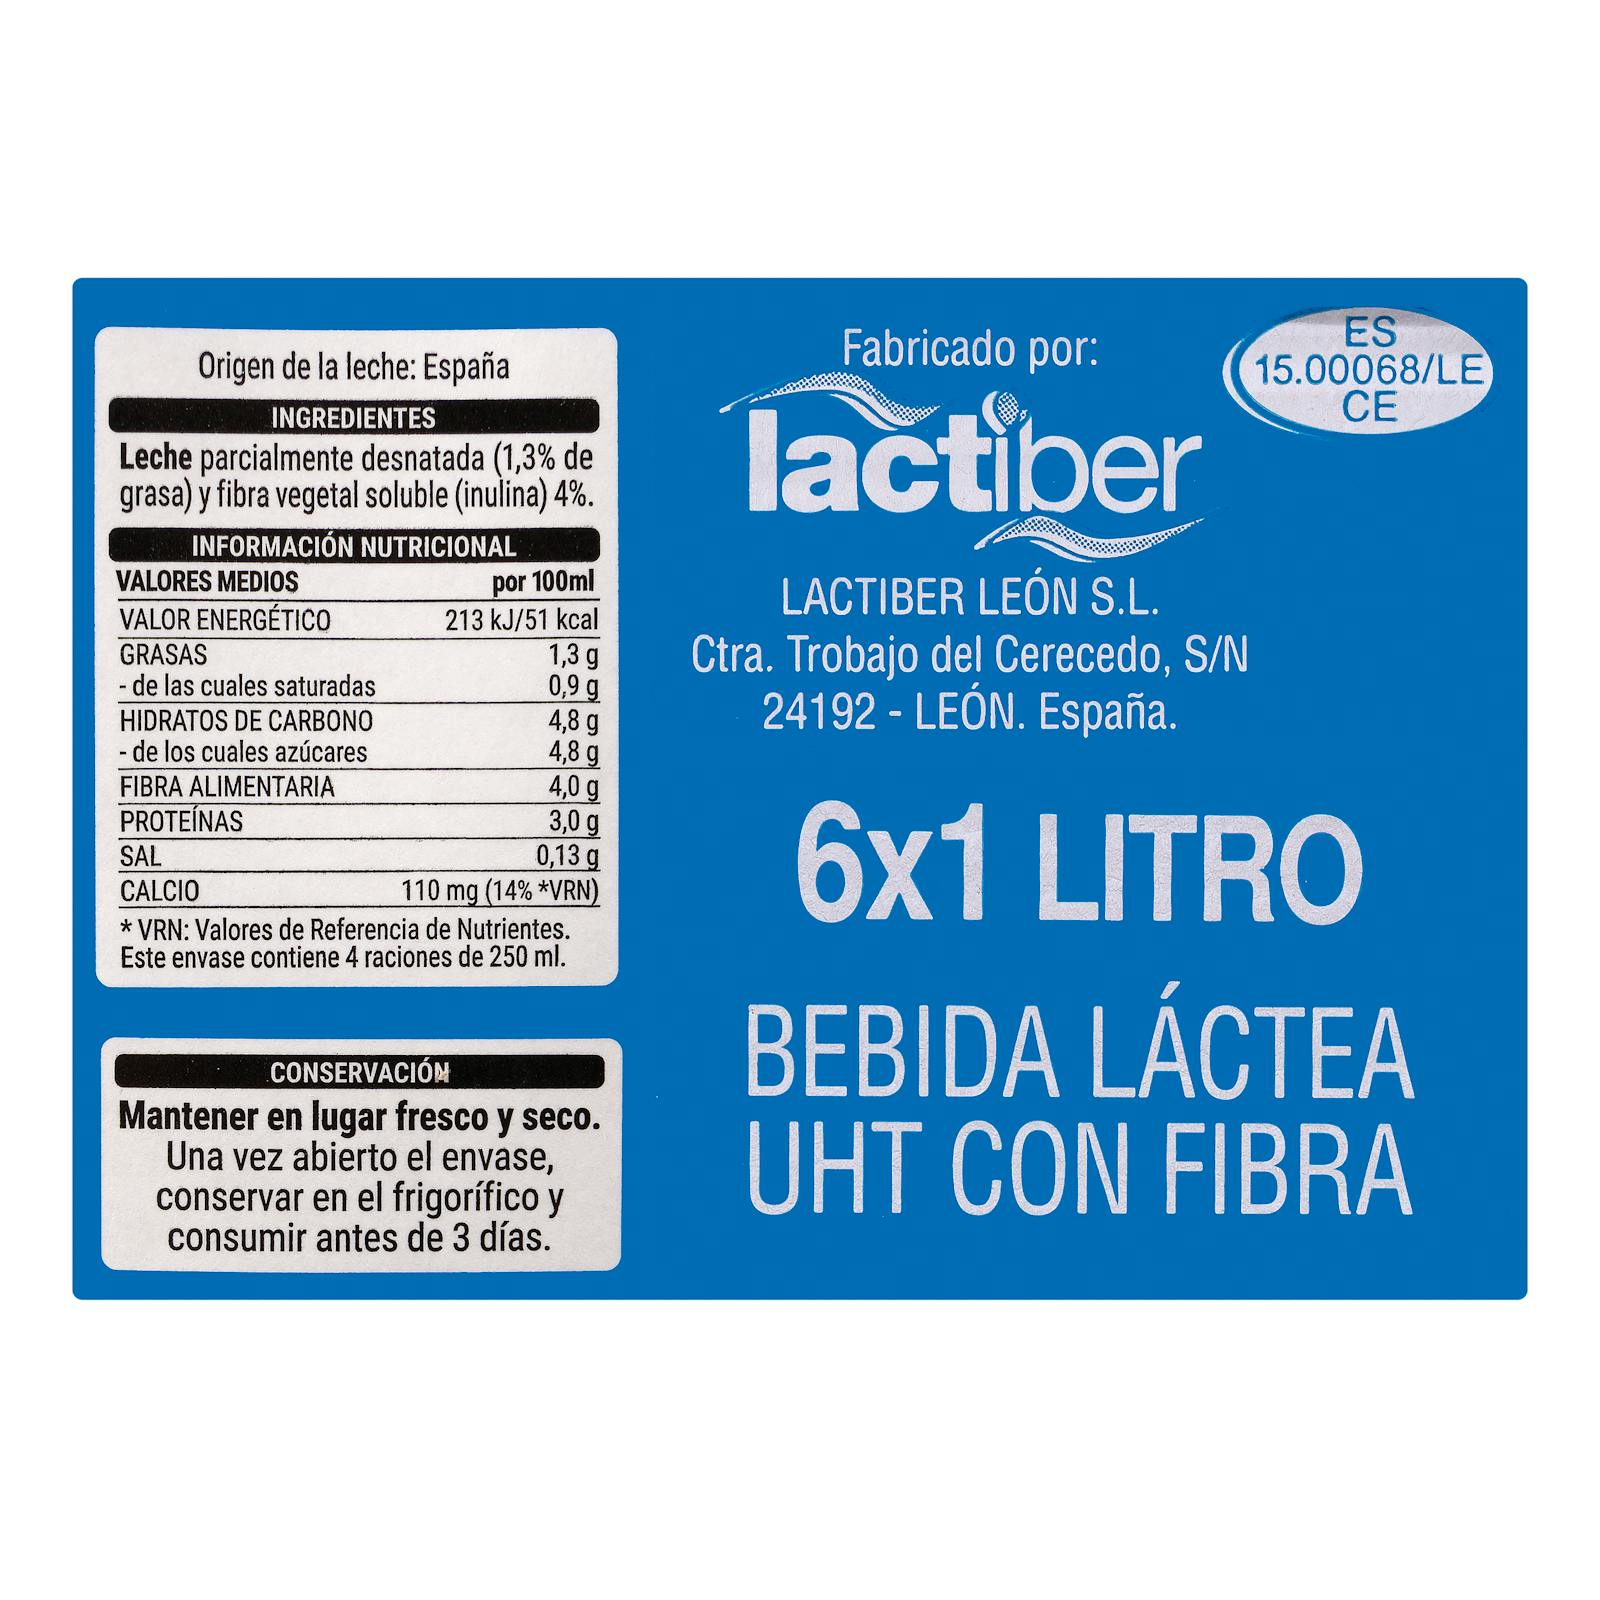 Origen de la leche: España
INGREDIENTES
Leche parcialmente desnatada (1,3% de
grasa) y fibra vegetal soluble (inulina) 4%.
INFORMACIÓN NUTRICIONAL
VALORES MEDIOS por 100ml
VALOR ENERGÉTICO 213 kJ/51 kcal
GRASAS 1,3 g
- de las cuales saturadas 0,9 g
HIDRATOS DE CARBONO 4,8 g
- de los cuales azúcares 4,8 g
FIBRA ALIMENTARIA 4,0 g
PROTEÍNAS 3,0 g
SAL 0,13 g
CALCIO 110 mg (14% *VRN)
* VRN: Valores de Referencia de Nutrientes.
Este envase contiene 4 raciones de 250 ml.
CONSERVACIÓN
Mantener en lugar fresco y seco.
Una vez abierto el envase,
conservar en el frigorífico y
consumir antes de 3 días.
Fabricado por:
lactiber
LACTIBER LEÓN S.L.
Ctra. Trobajo del Cerecedo, S/N
24192 - LEÓN. España.
ES
15.00068/LE
CE
6x1 LITRO
BEBIDA LÁCTEA
UHT CON FIBRA